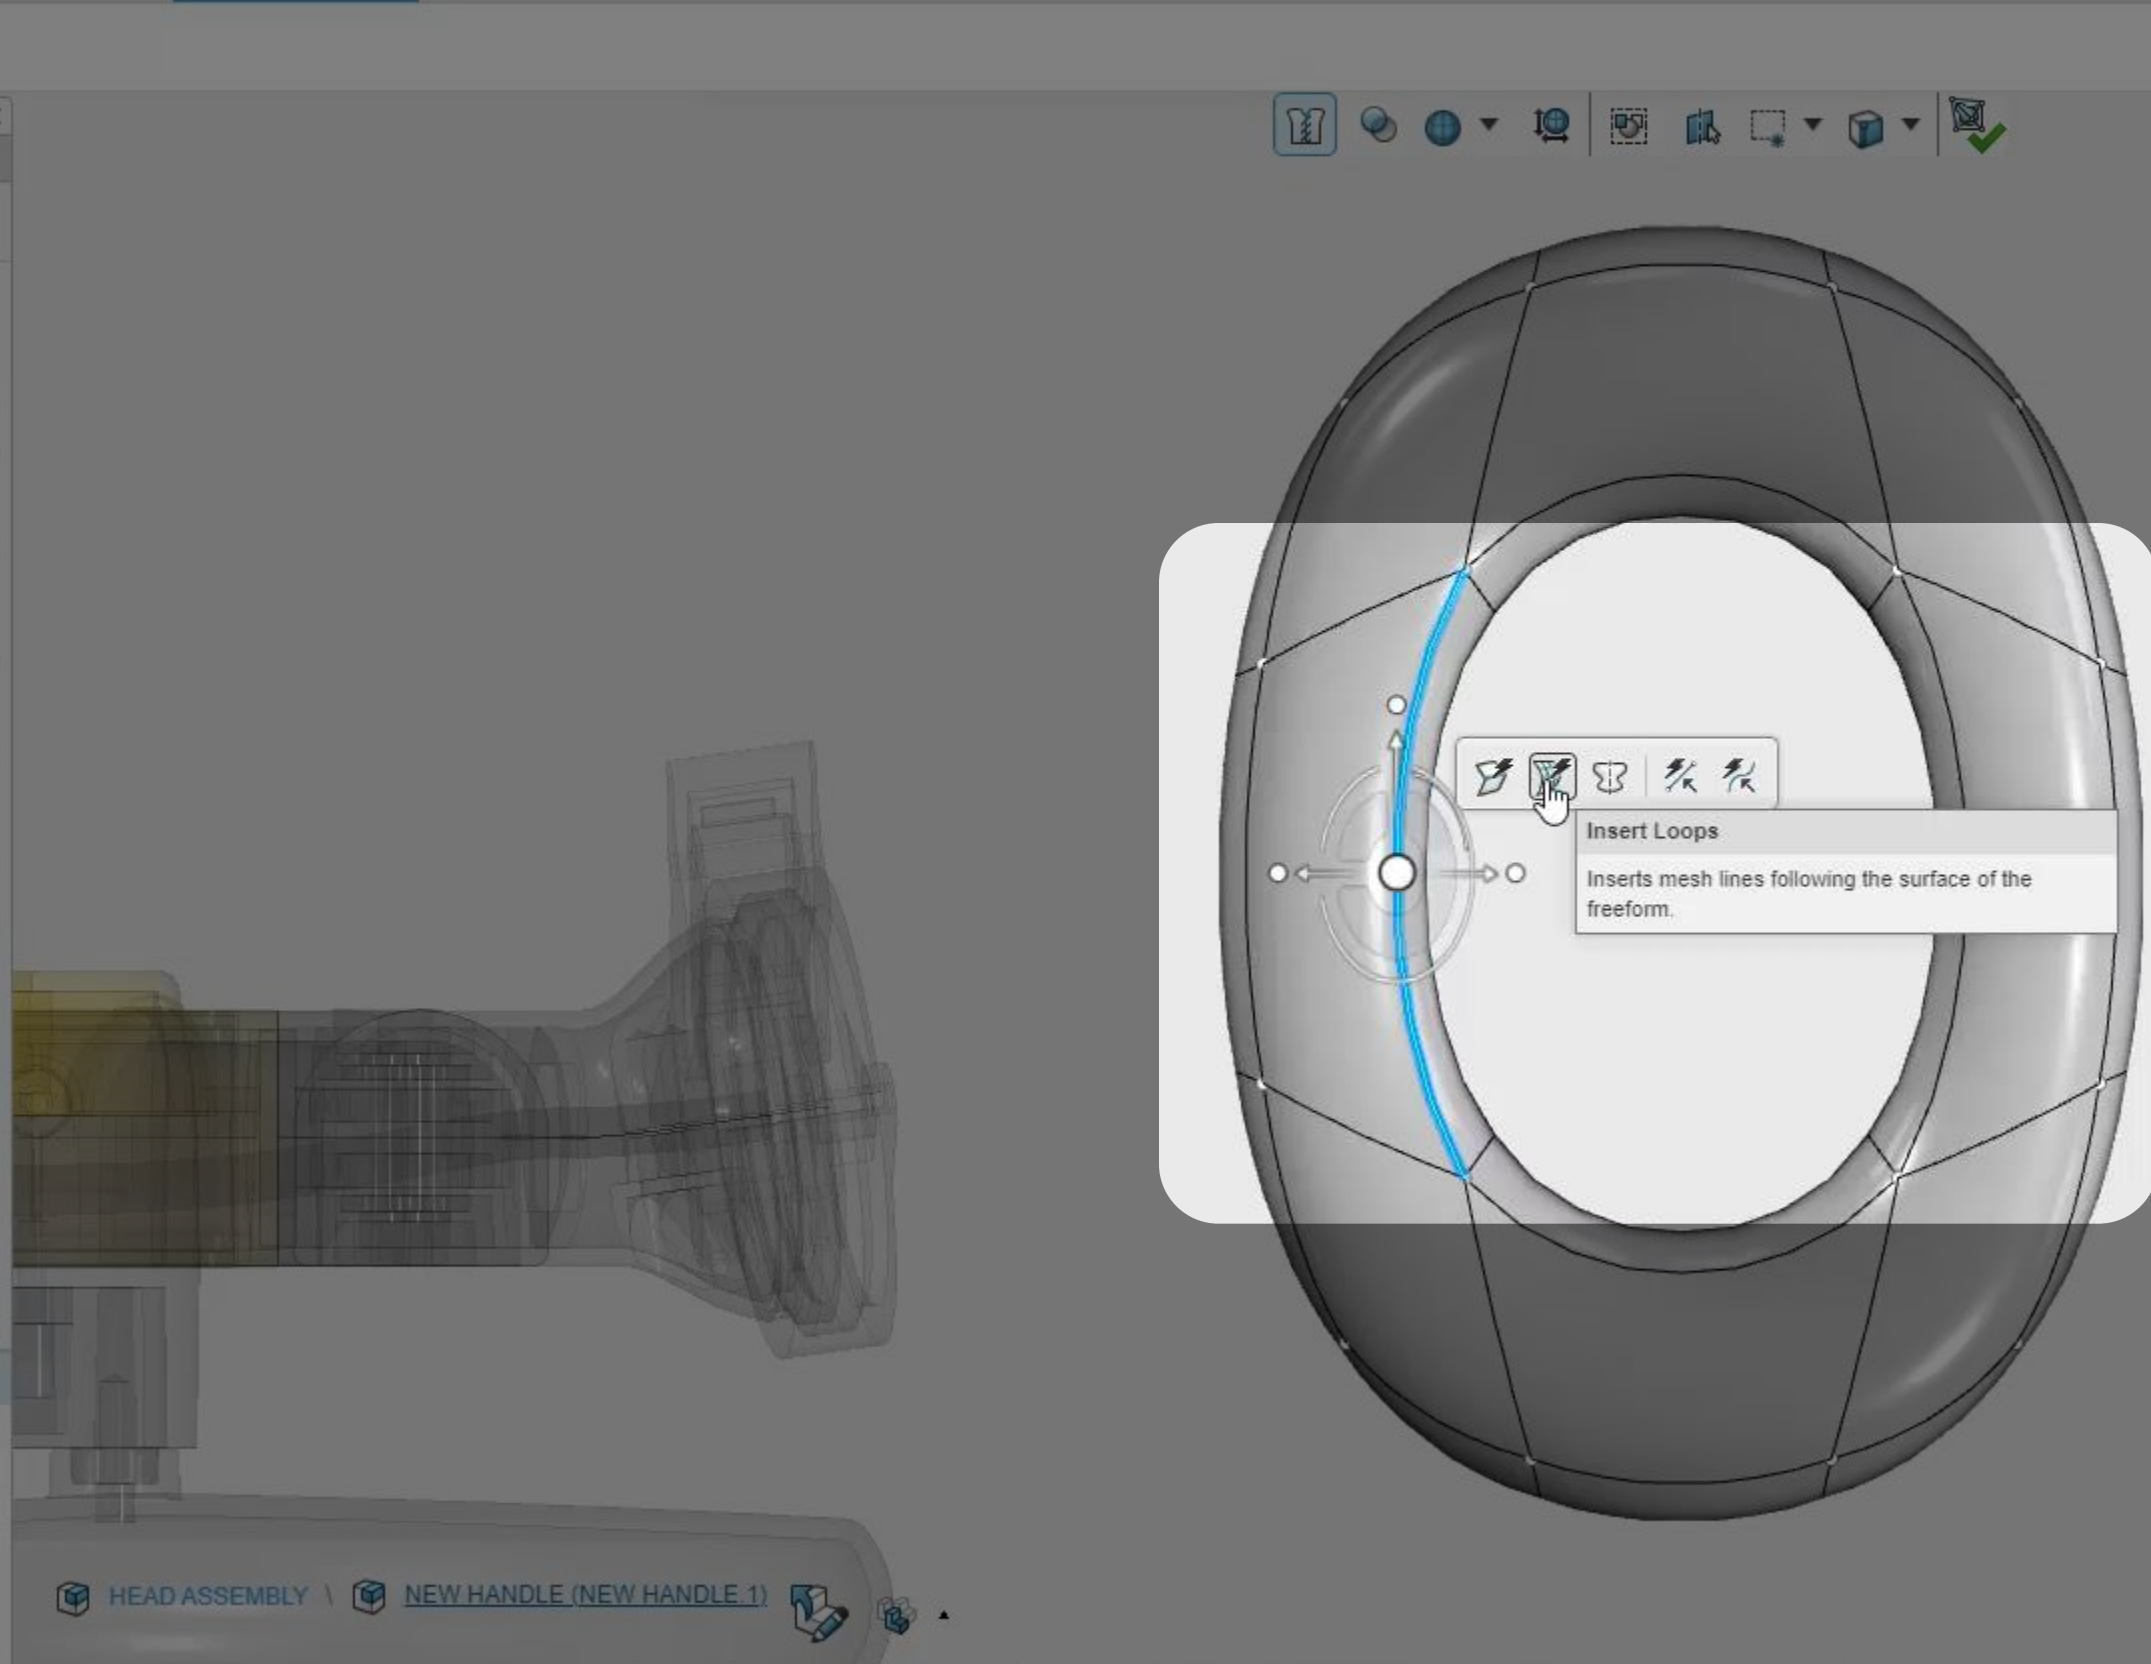 Insert Loops
Inserts mesh lines following the surface of the
freeform.
HEAD ASSEMBLY \ NEW HANDLE (NEW HANDLE.1)